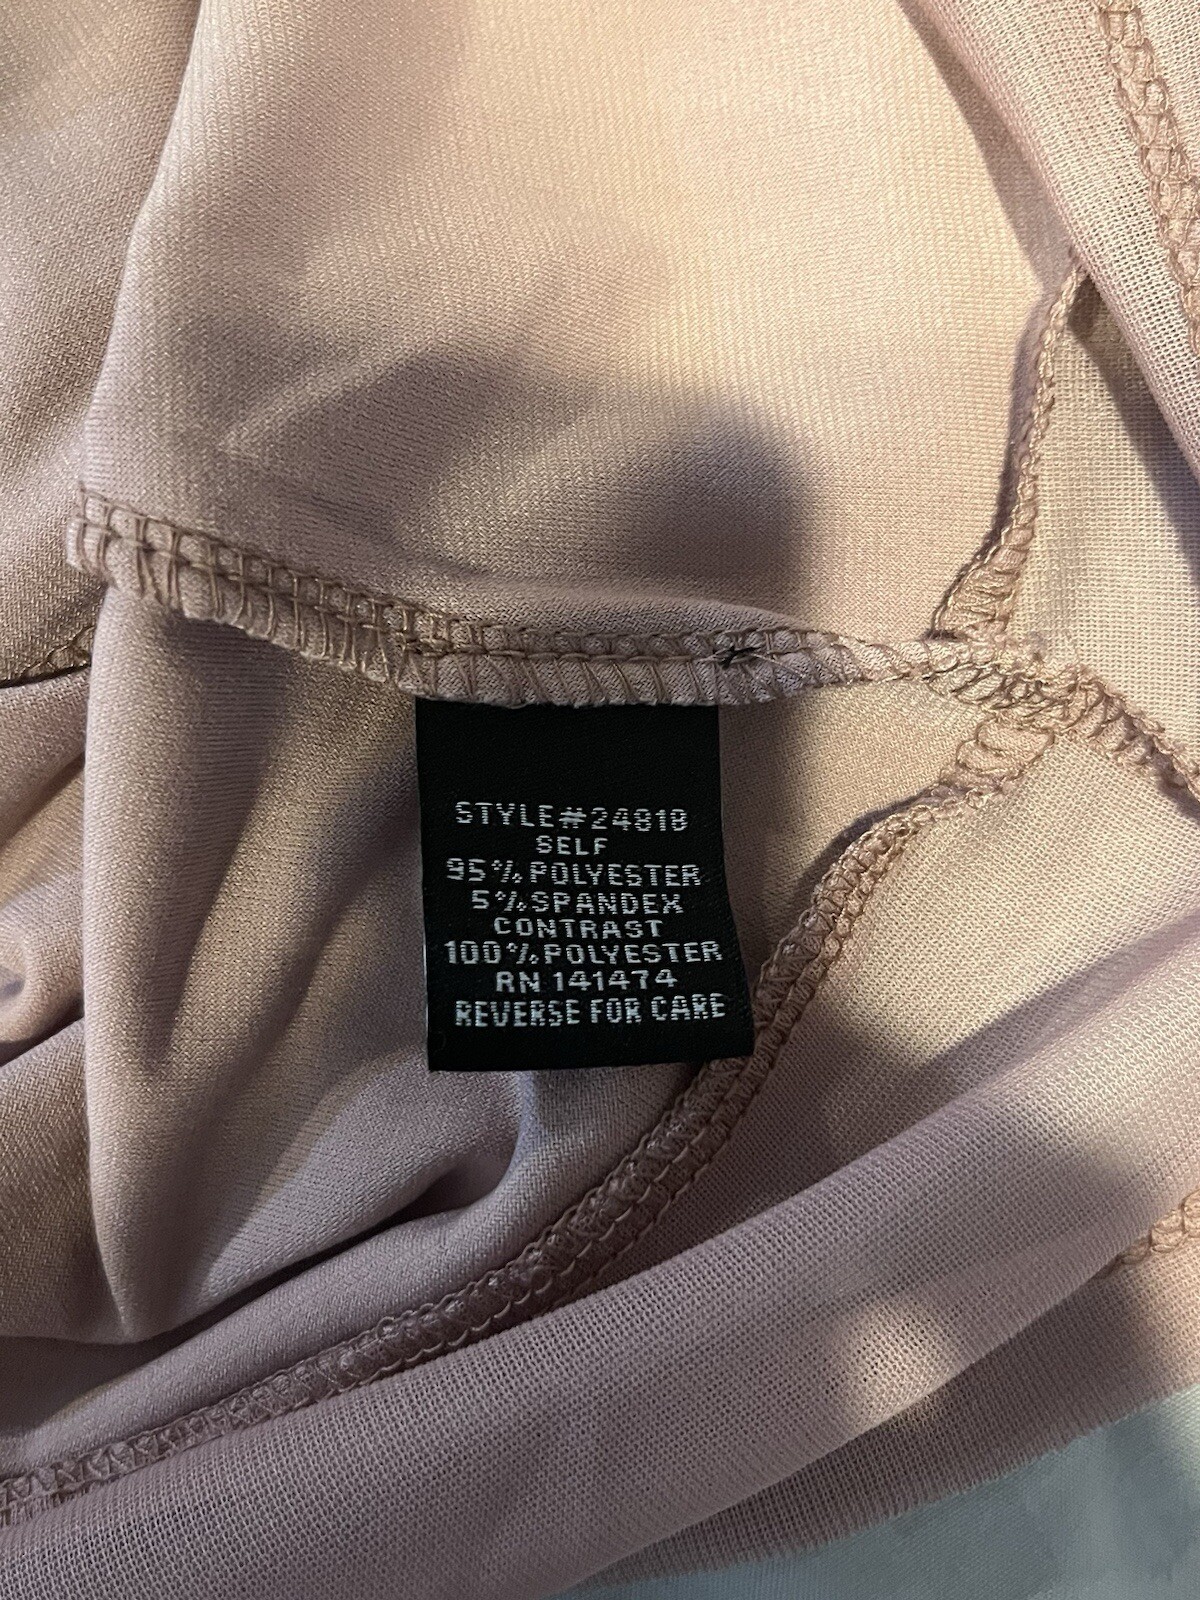 STYLE#24818
SELF
95% POLYESTER
5% SPANDEX
CONTRAST
100% POLYESTER
RN 141474
REVERSE FOR CARE